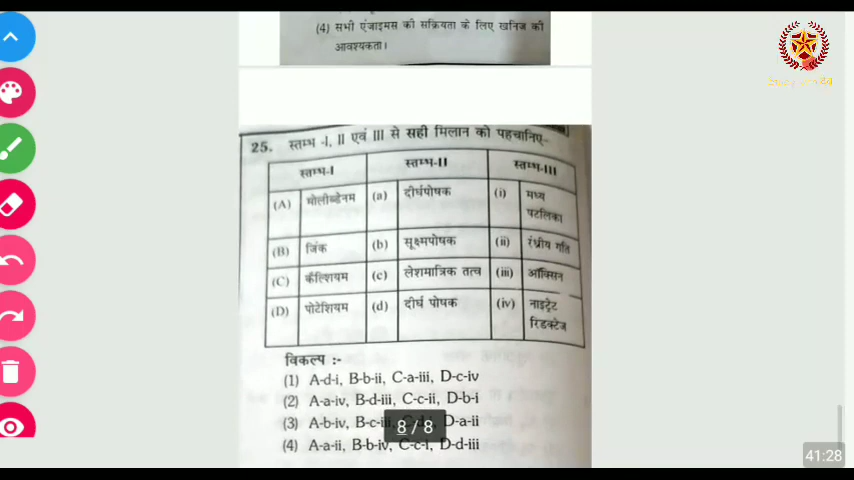 (4) सभी एंजाइमस की सक्रियता के लिए खनिज की
आवश्यकता।
25. स्तम्भ -I, II एवं III से सही मिलान को पहचानिए-
स्तम्भ-I स्तम्भ-II स्तम्भ-III
(A) मोलीब्डेनम (a) दीर्घपोषक (i) मध्य
पटलिका
(B) जिंक (b) सूक्ष्मपोषक (ii) रंध्रीय गति
(C) कैल्शियम (c) लेशमात्रिक तत्व (iii) ऑक्सिन
(D) पोटेशियम (d) दीर्घ पोषक (iv) नाइट्रेट
रिडक्टेज
विकल्प :-
(1) A-d-i, B-b-ii, C-a-iii, D-c-iv
(2) A-a-iv, B-d-iii, C-c-ii, D-b-i
(3) A-b-iv, B-c-iii, D-a-ii
8 / 8
(4) A-a-ii, B-b-iv, C-c-i, D-d-iii
41:28